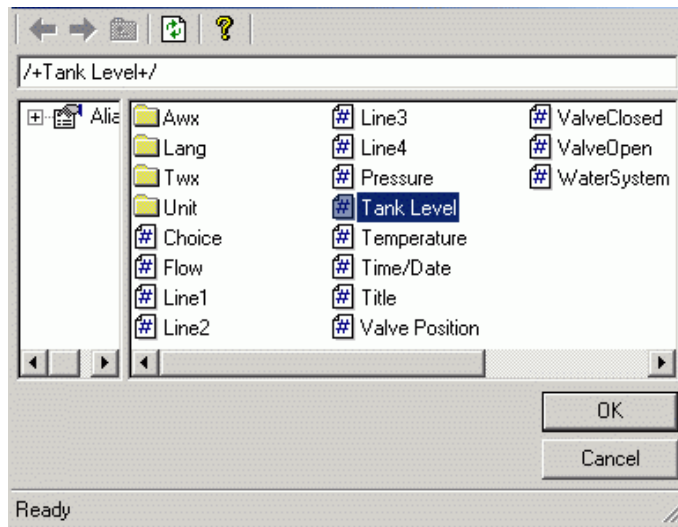 /+Tank Level+/
Alia
Awx
Lang
Twx
Unit
Choice
Flow
Line1
Line2
Line3
Line4
Pressure
Tank Level
Temperature
Time/Date
Title
Valve Position
ValveClosed
ValveOpen
WaterSystem
OK
Cancel
Ready